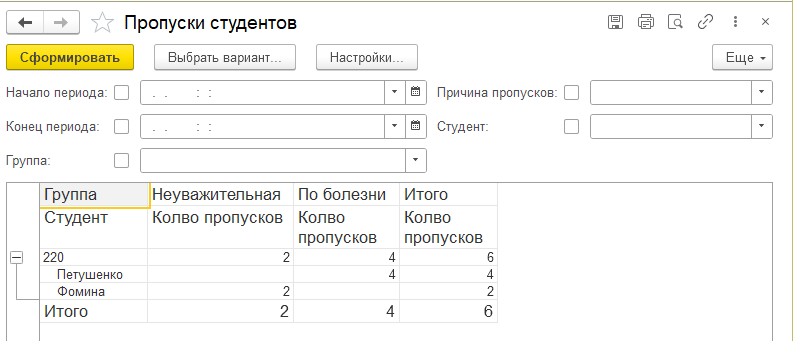 Пропуски студентов
Сформировать Выбрать вариант... Настройки... Еще
Начало периода: . . : : Причина пропусков:
Конец периода: . . : : Студент:
Группа:
Группа Неуважительная По болезни Итого
Студент Колво пропусков Колво пропусков Колво пропусков
220 2 4 6
Петушенко 4 4
Фомина 2 2
Итого 2 4 6